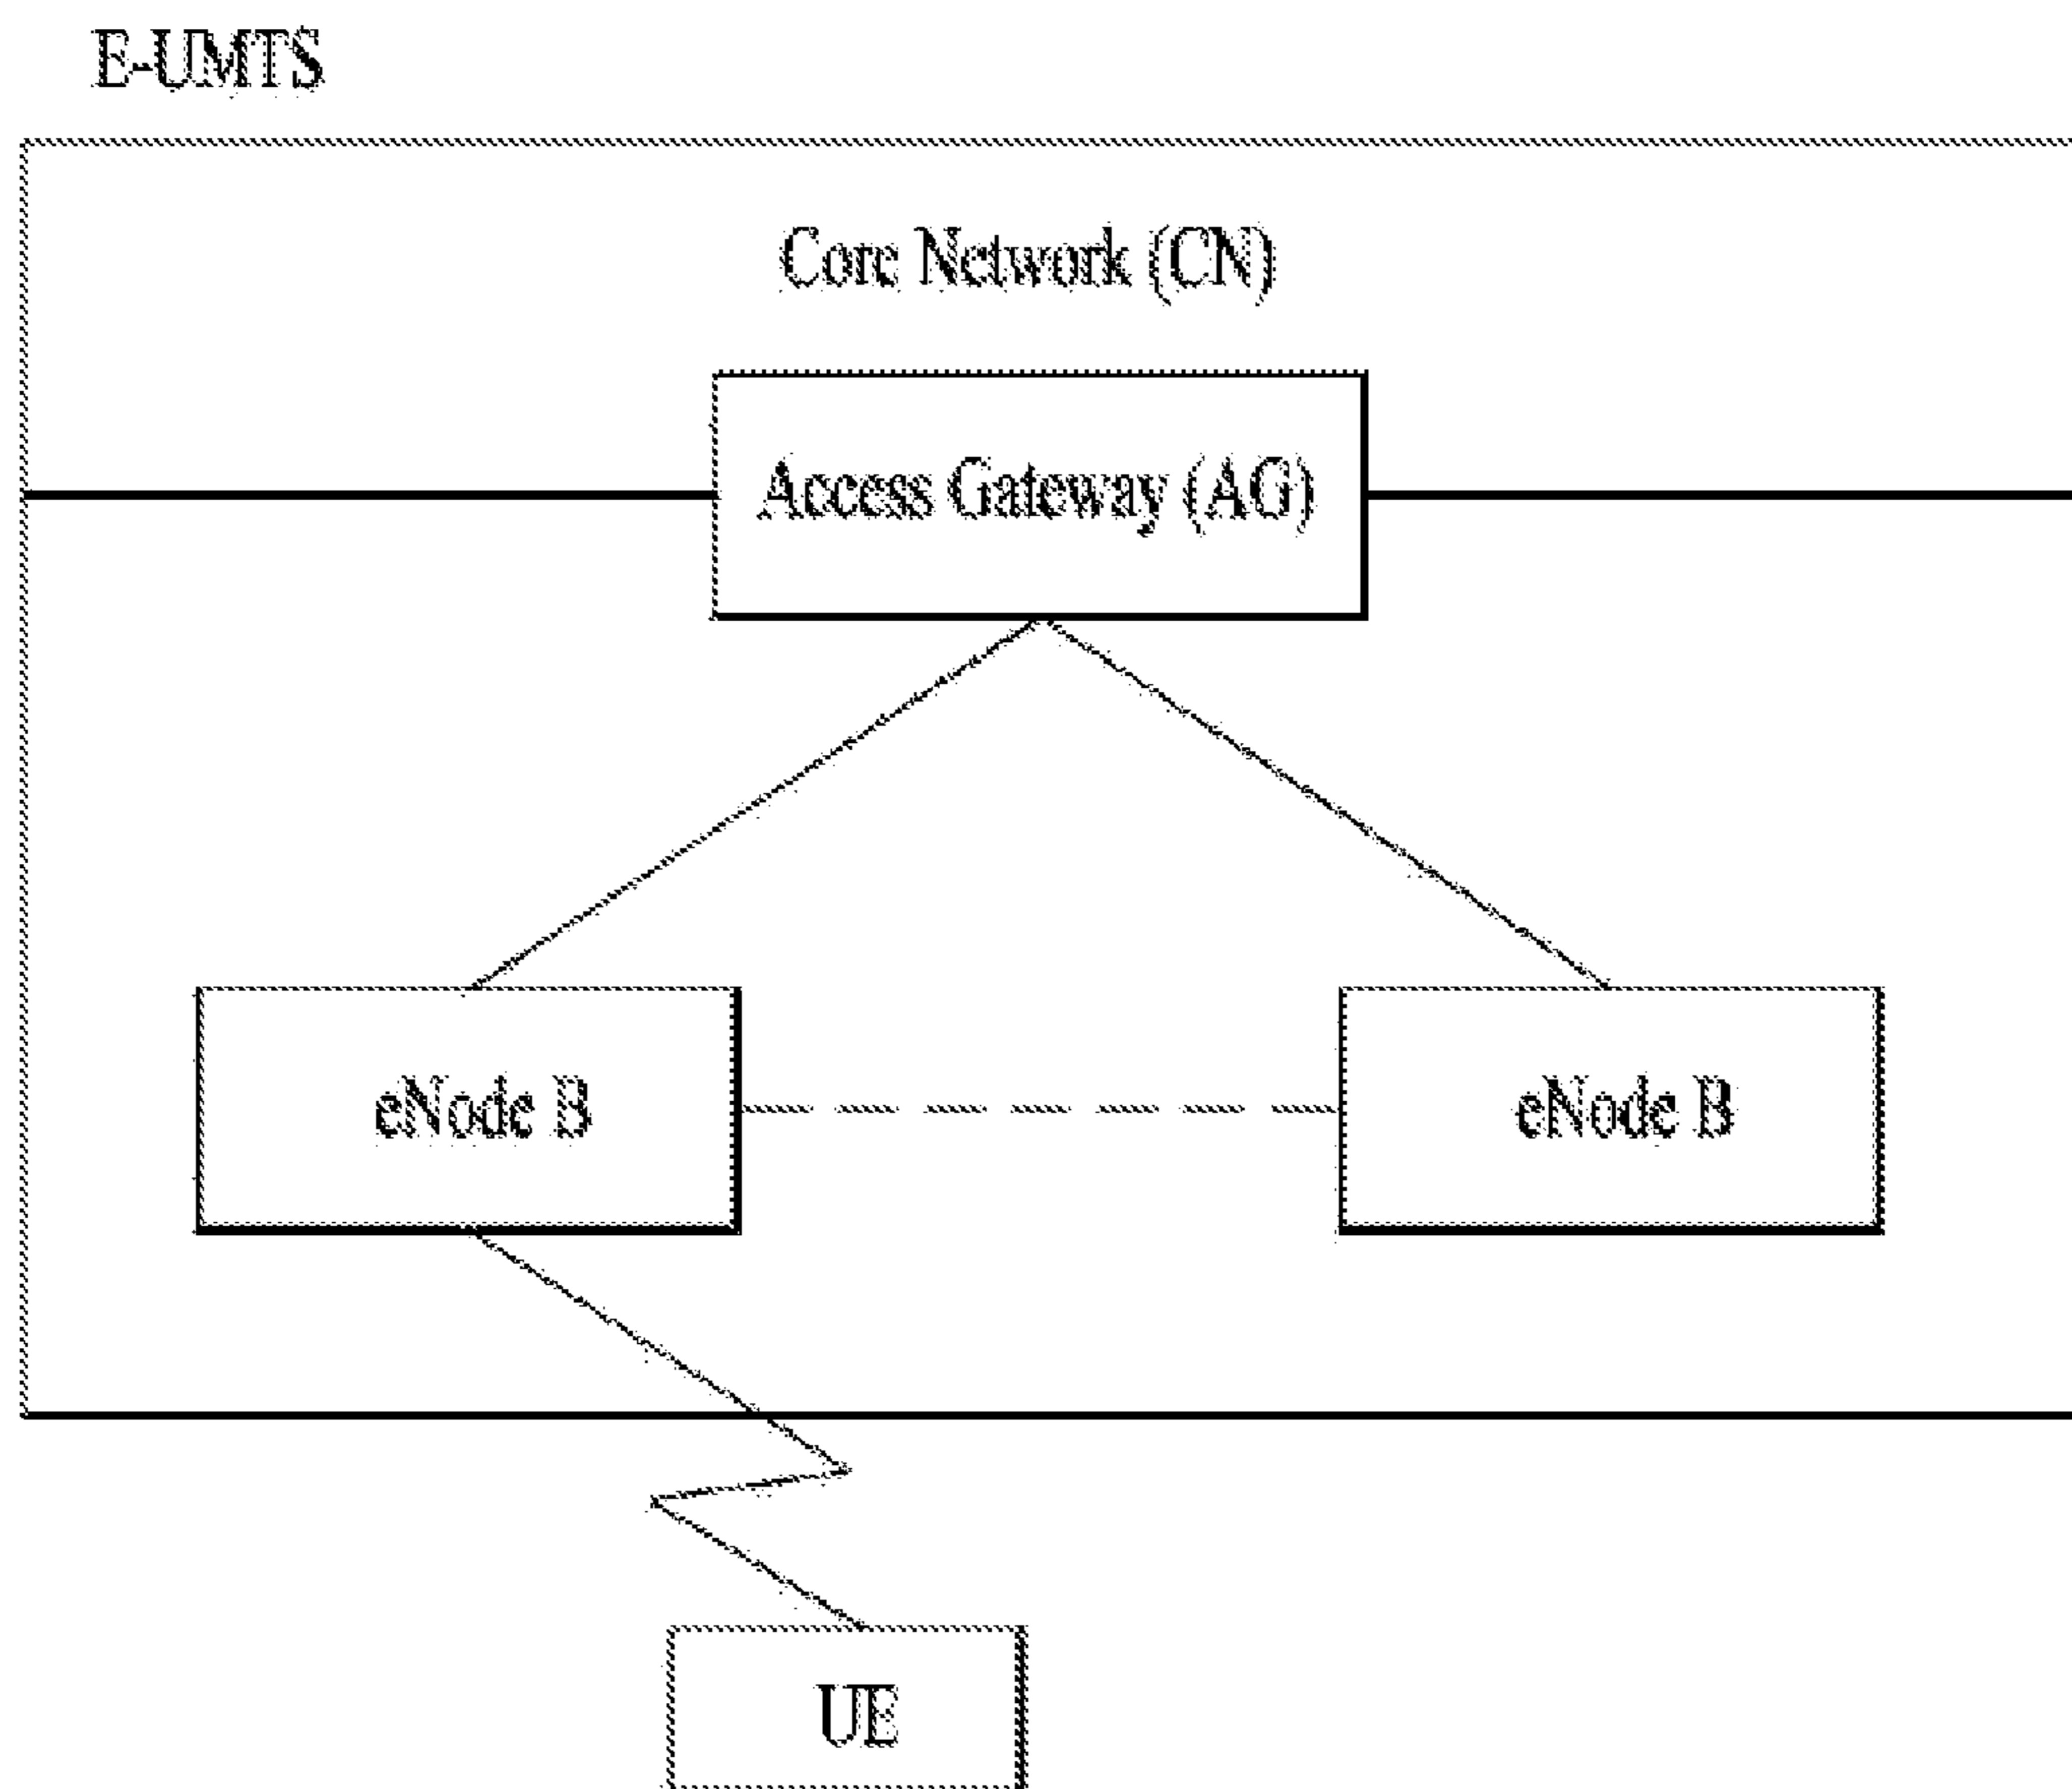 E-UMTS
Core Network (CN)
Access Gateway (AG)
eNode B
eNode B
UE